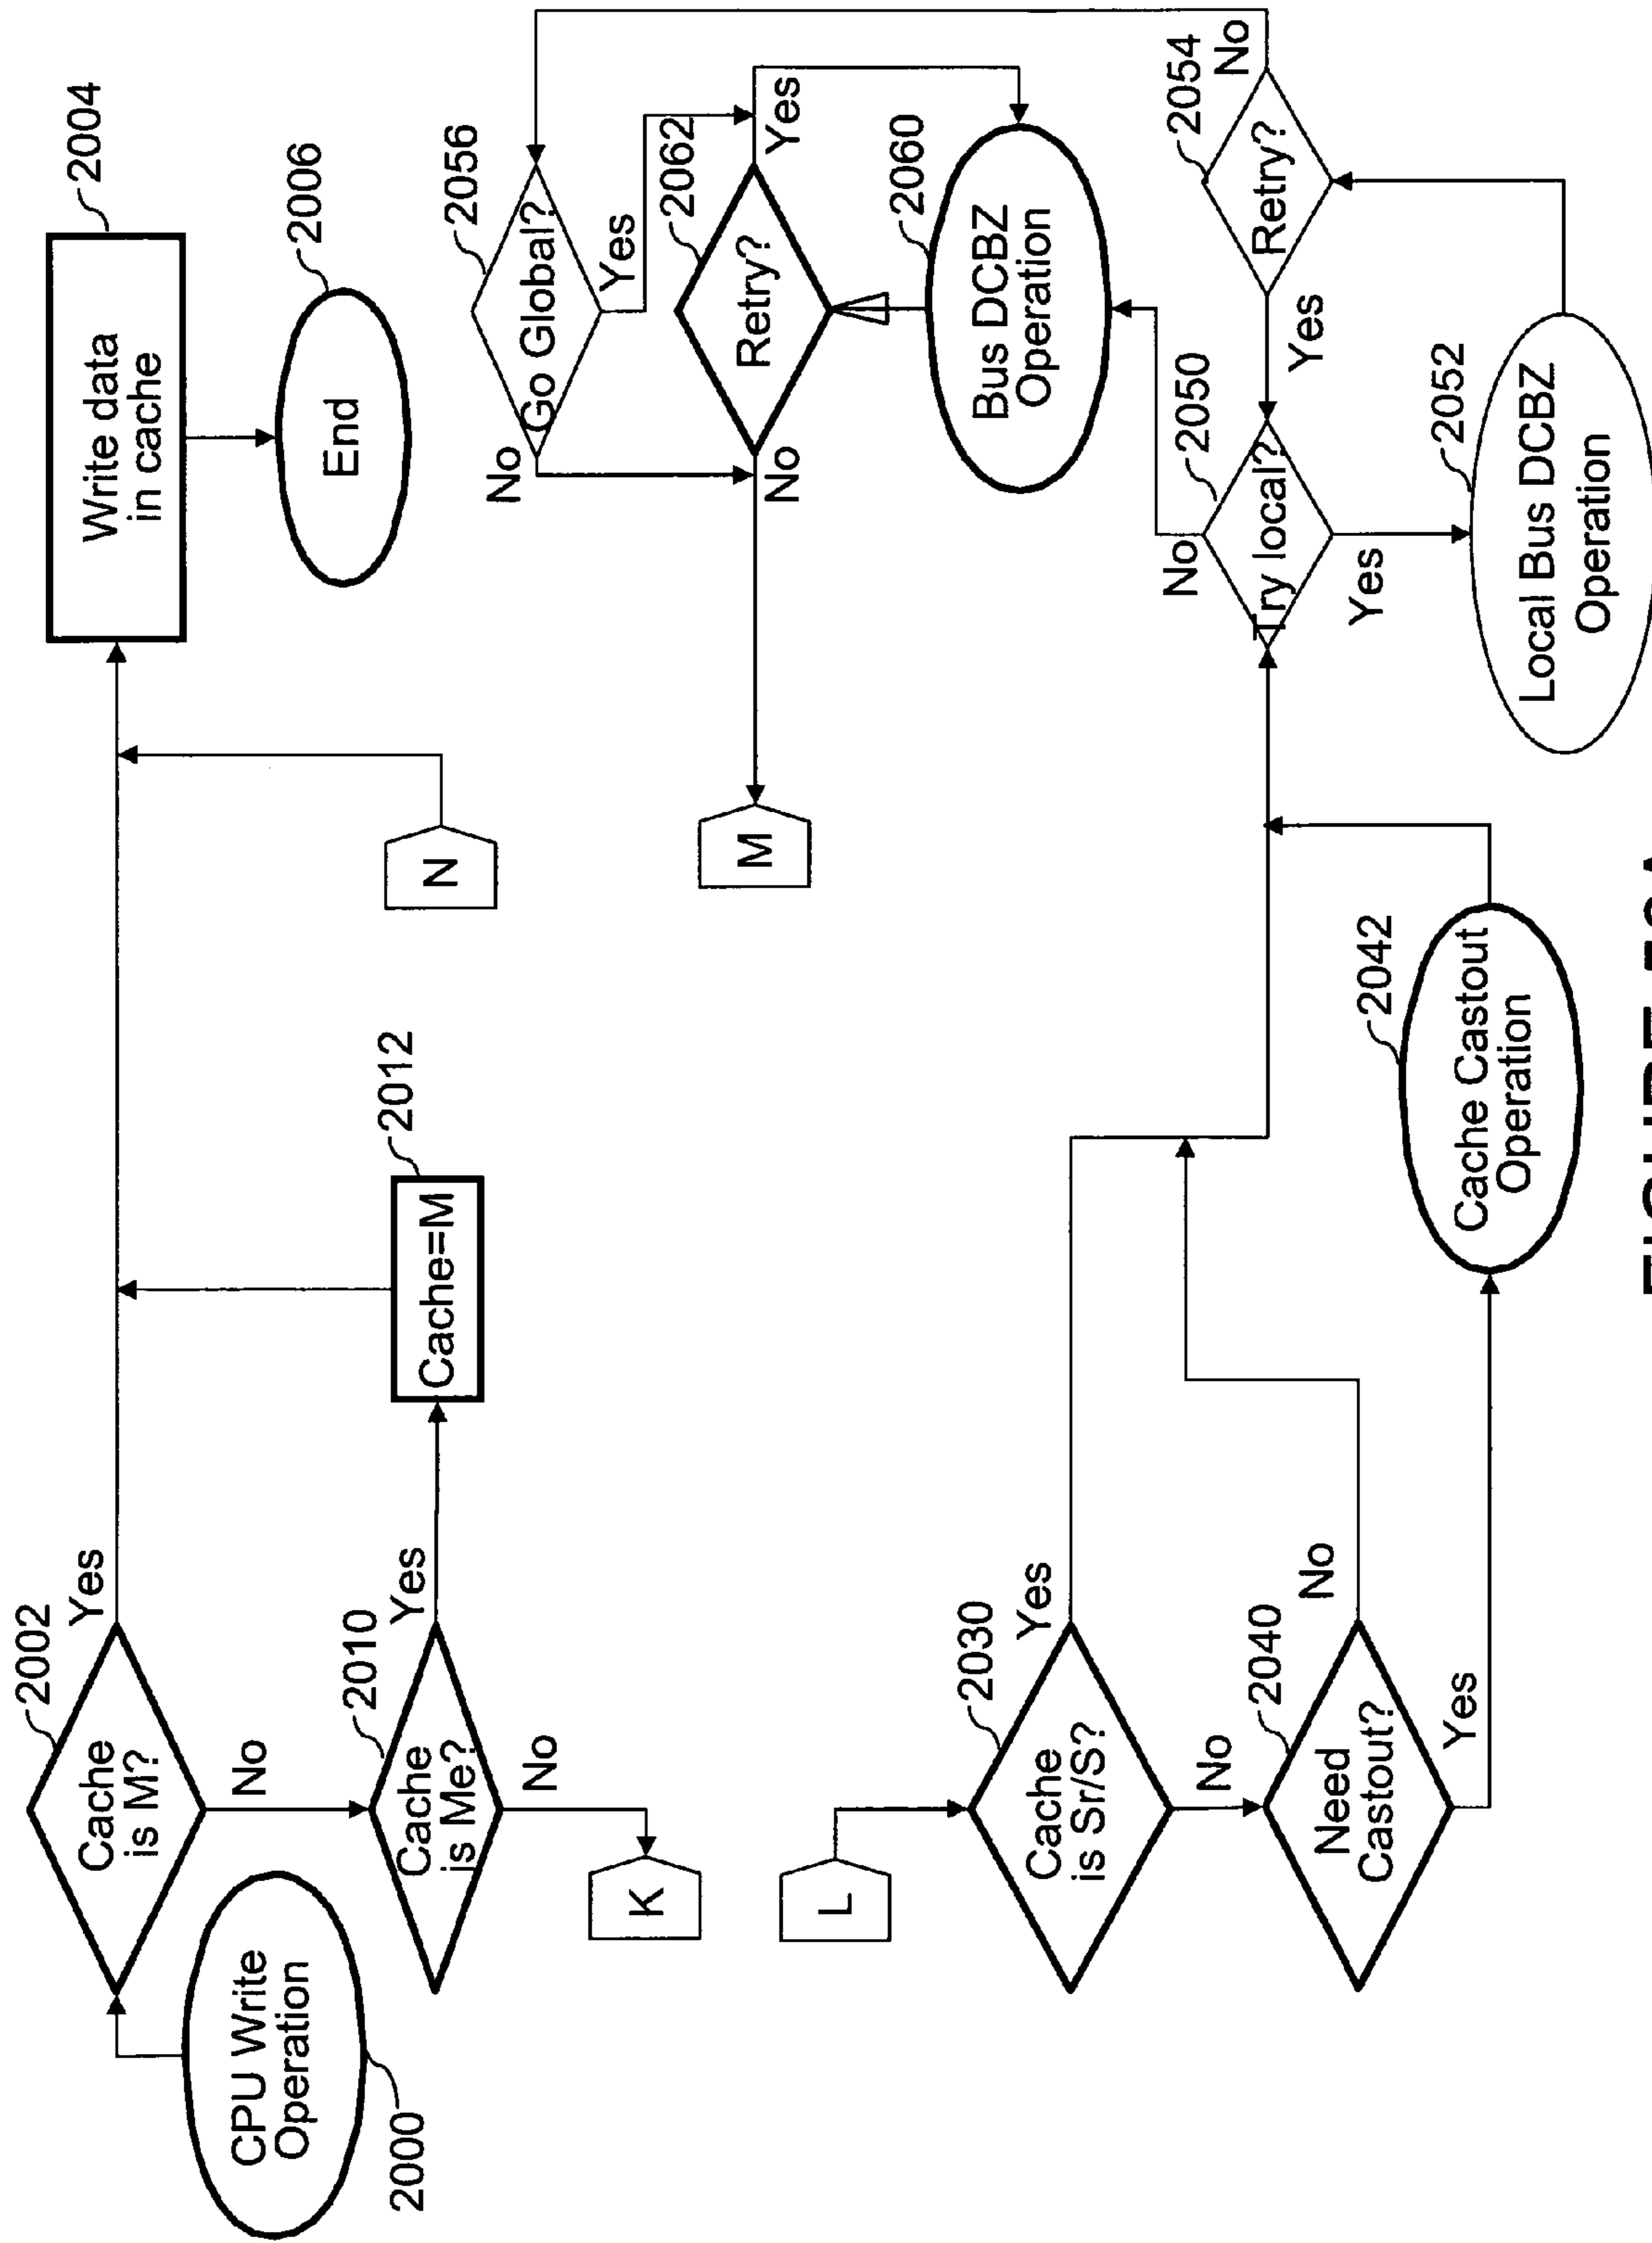 2000
CPU Write
Operation
2002
Cache
is M?
Yes
No
2004
Write data
in cache
2006
End
2010
Cache
is Me?
Yes
No
2012
Cache=M
K
N
L
M
2030
Cache
is Sr/S?
Yes
No
2040
Need
Castout?
No
Yes
2042
Cache Castout
Operation
2056
Go Global?
No
Yes
2062
Retry?
No
Yes
2060
Bus DCBZ
Operation
2050
Try local?
No
Yes
2054
Retry?
Yes
No
2052
Local Bus DCBZ
Operation